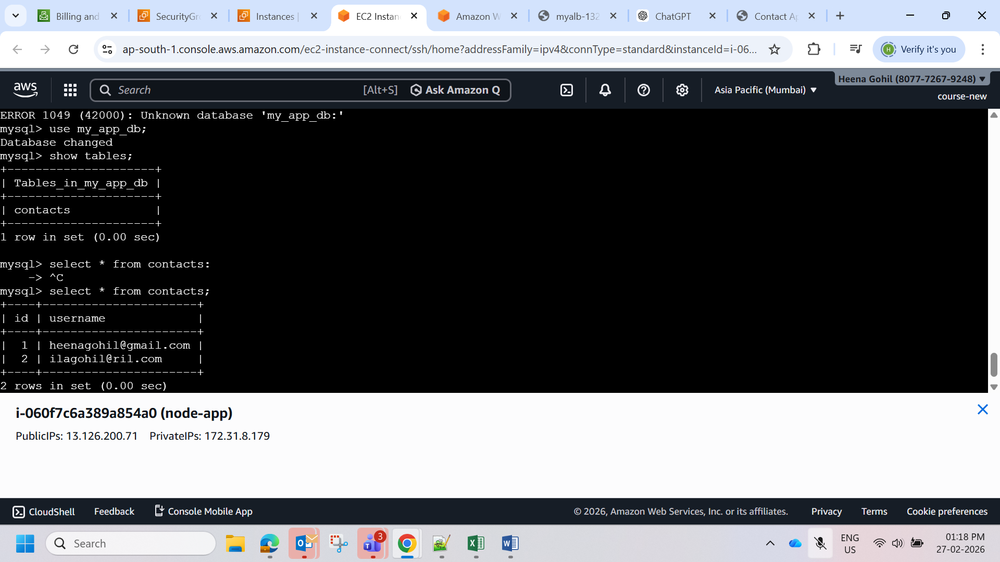 Billing and
SecurityGr
Instances |
EC2 Instan
Amazon W
myalb-132
ChatGPT
Contact Ap
ap-south-1.console.aws.amazon.com/ec2-instance-connect/ssh/home?addressFamily=ipv4&connType=standard&instanceId=i-06...
H
Verify it's you
aws
Search
[Alt+S]
Ask Amazon Q
Asia Pacific (Mumbai) ▼
Heena Gohil (8077-7267-9248) ▼
course-new
ERROR 1049 (42000): Unknown database 'my_app_db:'
mysql> use my_app_db;
Database changed
mysql> show tables;
+---------------------+
| Tables_in_my_app_db |
+---------------------+
| contacts            |
+---------------------+
1 row in set (0.00 sec)
mysql> select * from contacts:
    -> ^C
mysql> select * from contacts;
+----+----------------------+
| id | username             |
+----+----------------------+
|  1 | heenagohil@gmail.com |
|  2 | ilagohil@ril.com     |
+----+----------------------+
2 rows in set (0.00 sec)
i-060f7c6a389a854a0 (node-app)
PublicIPs: 13.126.200.71    PrivateIPs: 172.31.8.179
CloudShell
Feedback
Console Mobile App
© 2026, Amazon Web Services, Inc. or its affiliates.
Privacy
Terms
Cookie preferences
Search
3
ENG
US
01:18 PM
27-02-2026